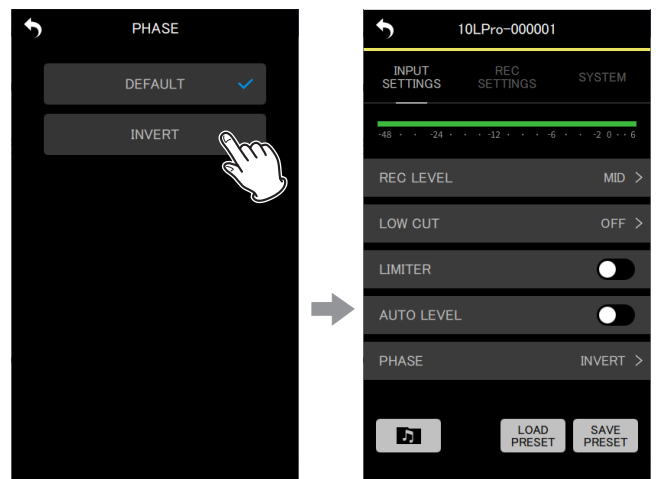 PHASE
DEFAULT
INVERT
10LPro-000001
INPUT
SETTINGS
REC
SETTINGS
SYSTEM
-48 · · -24 · · · -12 · · · -6 · · -2 0 · · 6
REC LEVEL MID >
LOW CUT OFF >
LIMITER
AUTO LEVEL
PHASE INVERT >
LOAD
PRESET
SAVE
PRESET